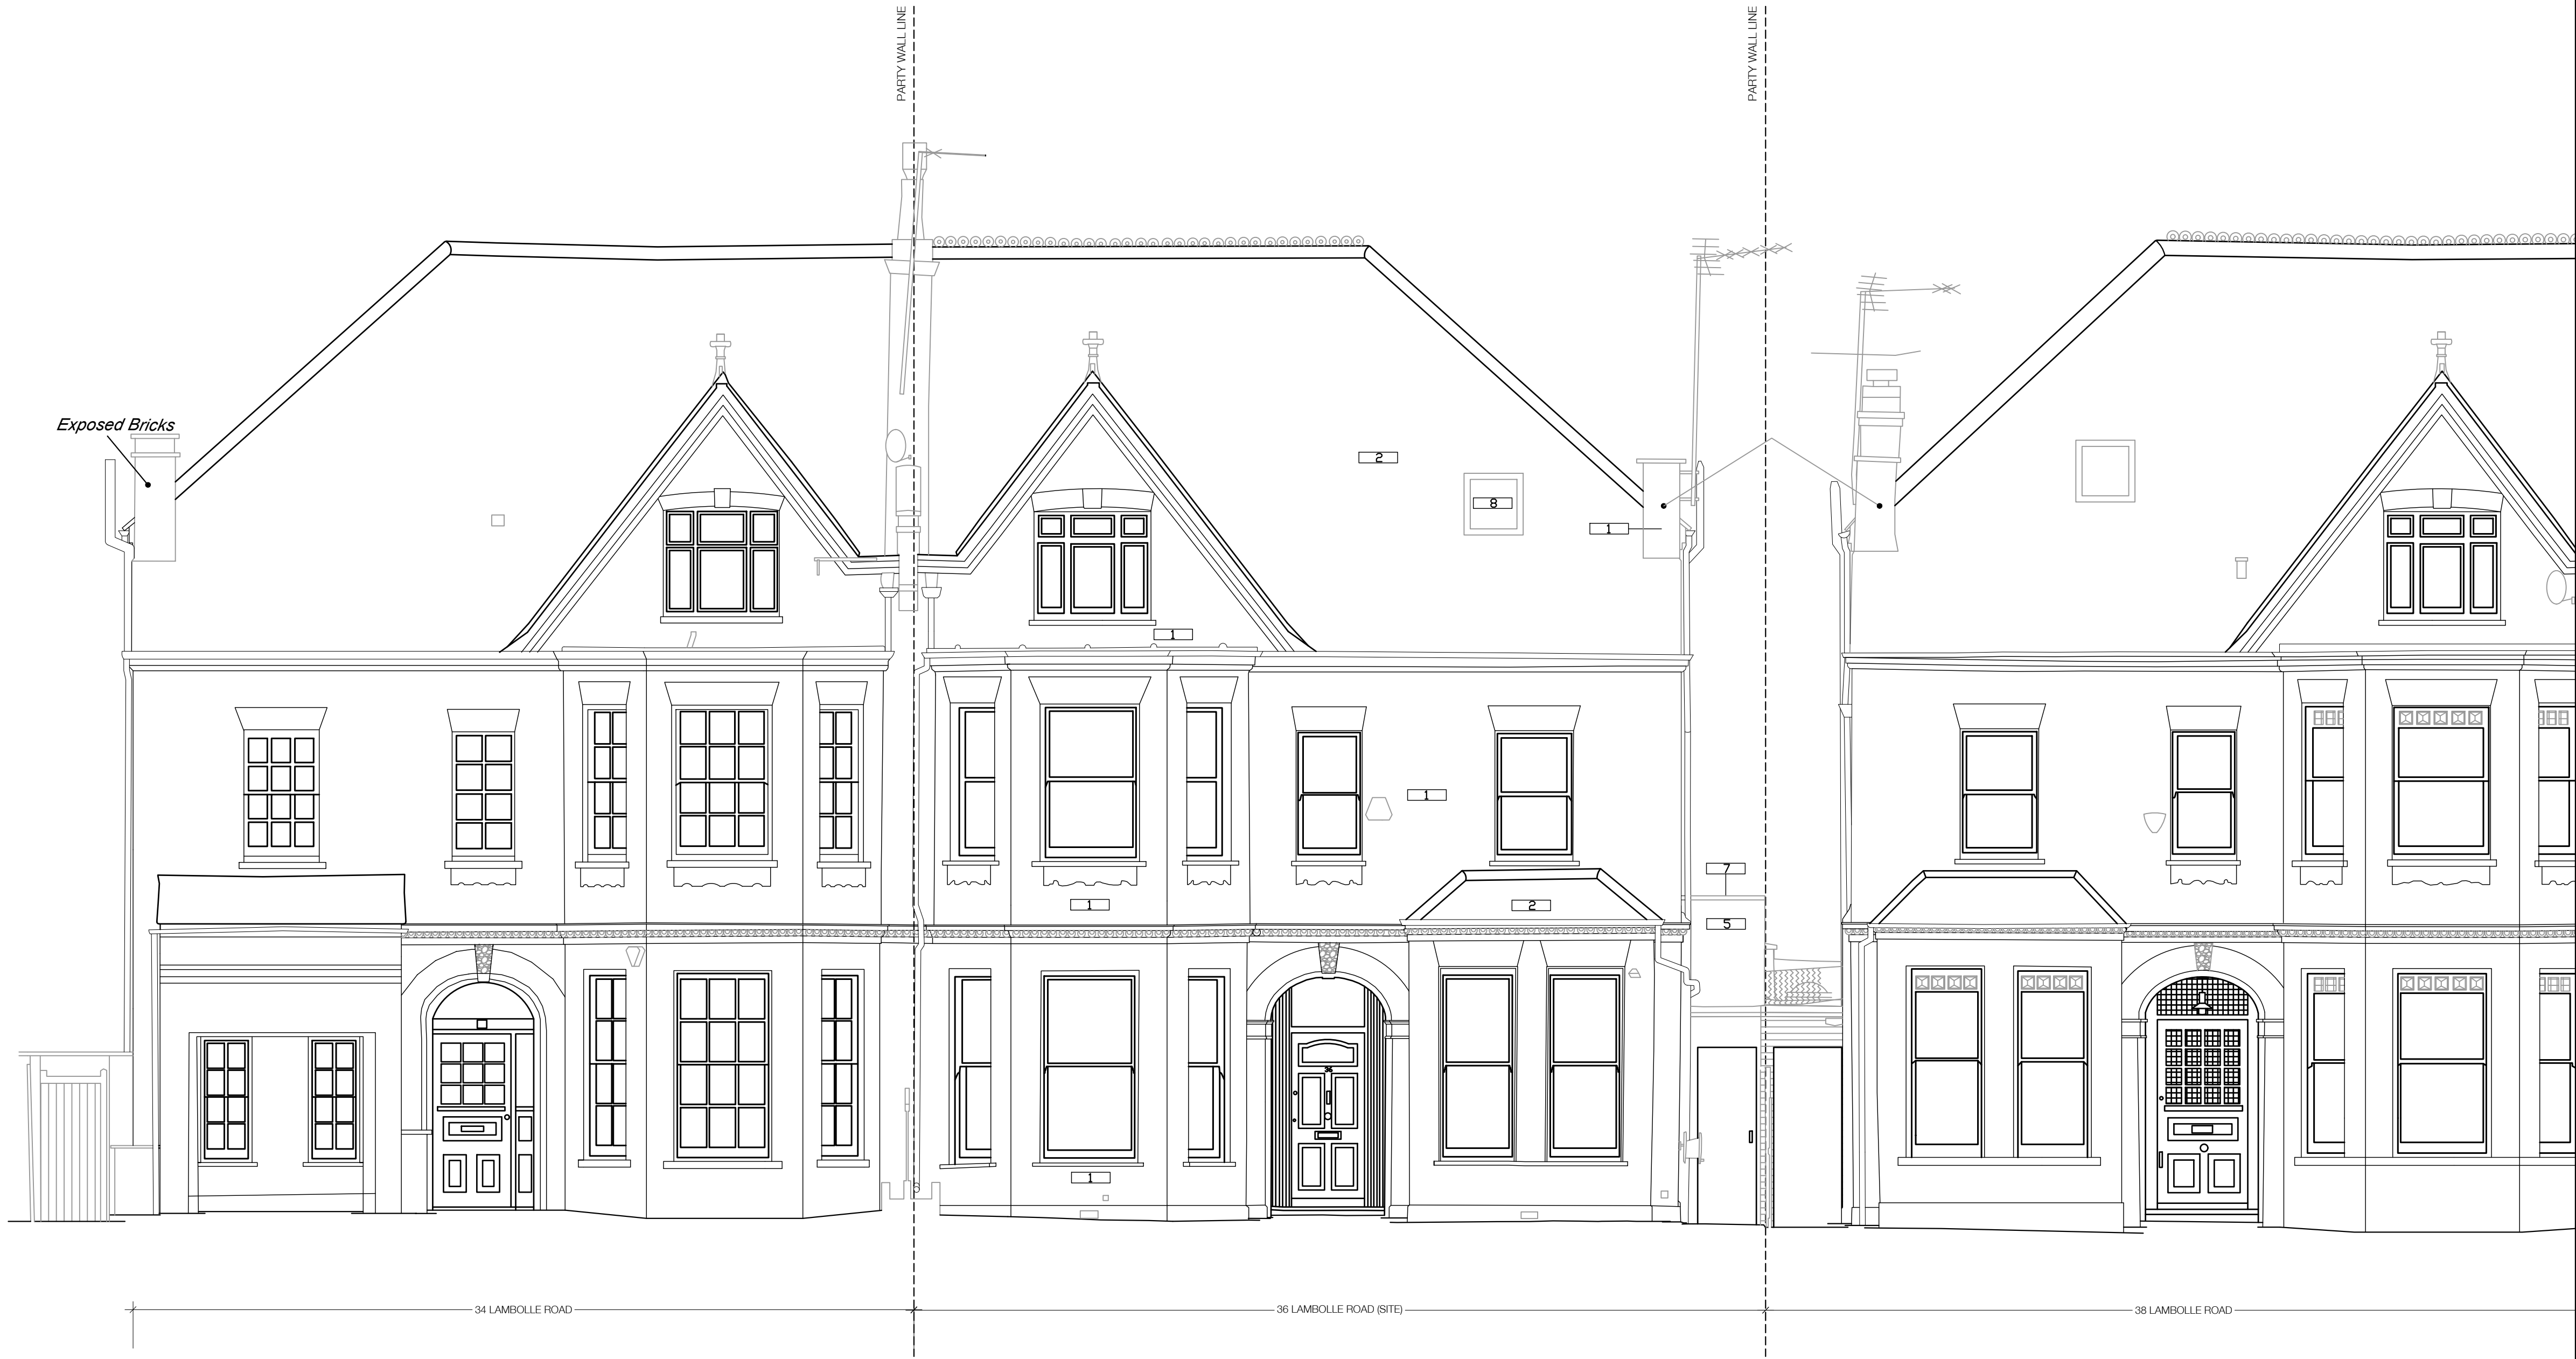 PARTY WALL LINE
PARTY WALL LINE
Exposed Bricks
2
8
1
1
1
7
1
2
5
36
1
34 LAMBOLLE ROAD
36 LAMBOLLE ROAD (SITE)
38 LAMBOLLE ROAD